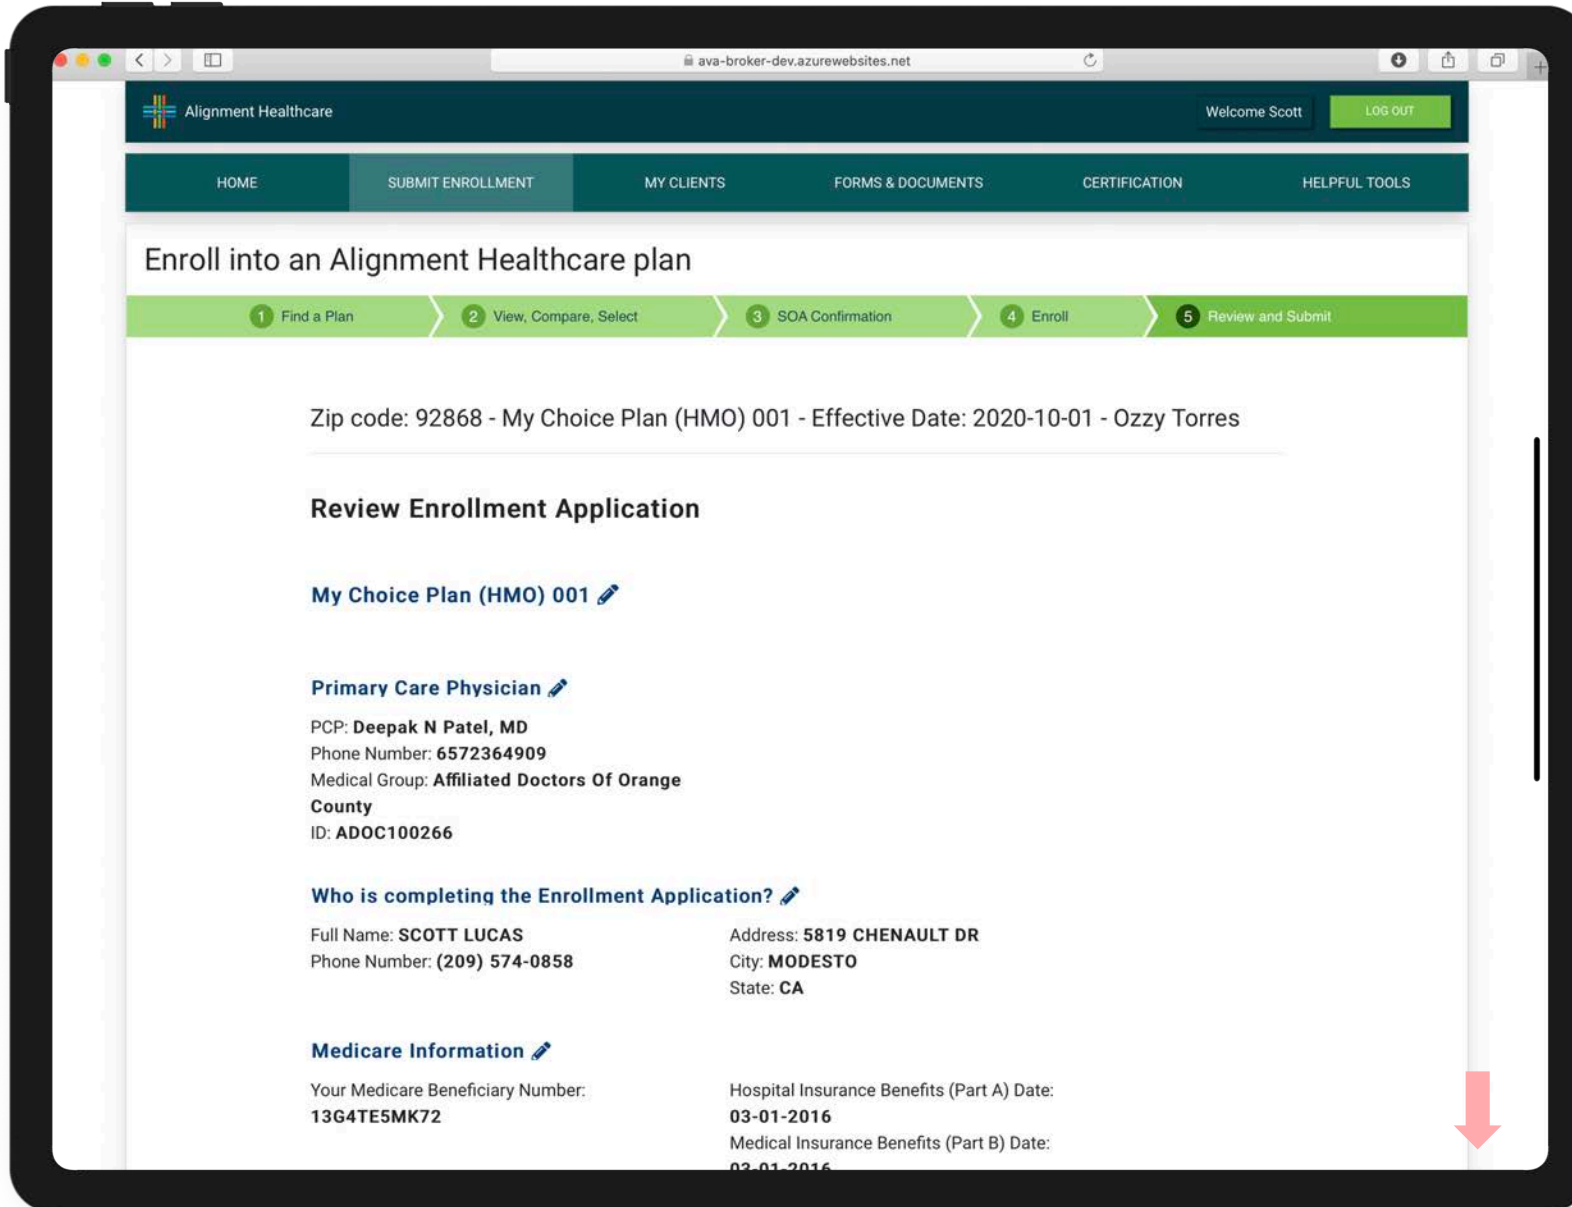 ava-broker-dev.azurewebsites.net
Alignment Healthcare
Welcome Scott
LOG OUT
HOME
SUBMIT ENROLLMENT
MY CLIENTS
FORMS & DOCUMENTS
CERTIFICATION
HELPFUL TOOLS
Enroll into an Alignment Healthcare plan
1 Find a Plan
2 View, Compare, Select
3 SOA Confirmation
4 Enroll
5 Review and Submit
Zip code: 92868 - My Choice Plan (HMO) 001 - Effective Date: 2020-10-01 - Ozzy Torres
Review Enrollment Application
My Choice Plan (HMO) 001
Primary Care Physician
PCP: Deepak N Patel, MD
Phone Number: 6572364909
Medical Group: Affiliated Doctors Of Orange
County
ID: ADOC100266
Who is completing the Enrollment Application?
Full Name: SCOTT LUCAS
Phone Number: (209) 574-0858
Address: 5819 CHENAULT DR
City: MODESTO
State: CA
Medicare Information
Your Medicare Beneficiary Number:
13G4TE5MK72
Hospital Insurance Benefits (Part A) Date:
03-01-2016
Medical Insurance Benefits (Part B) Date:
03-01-2016